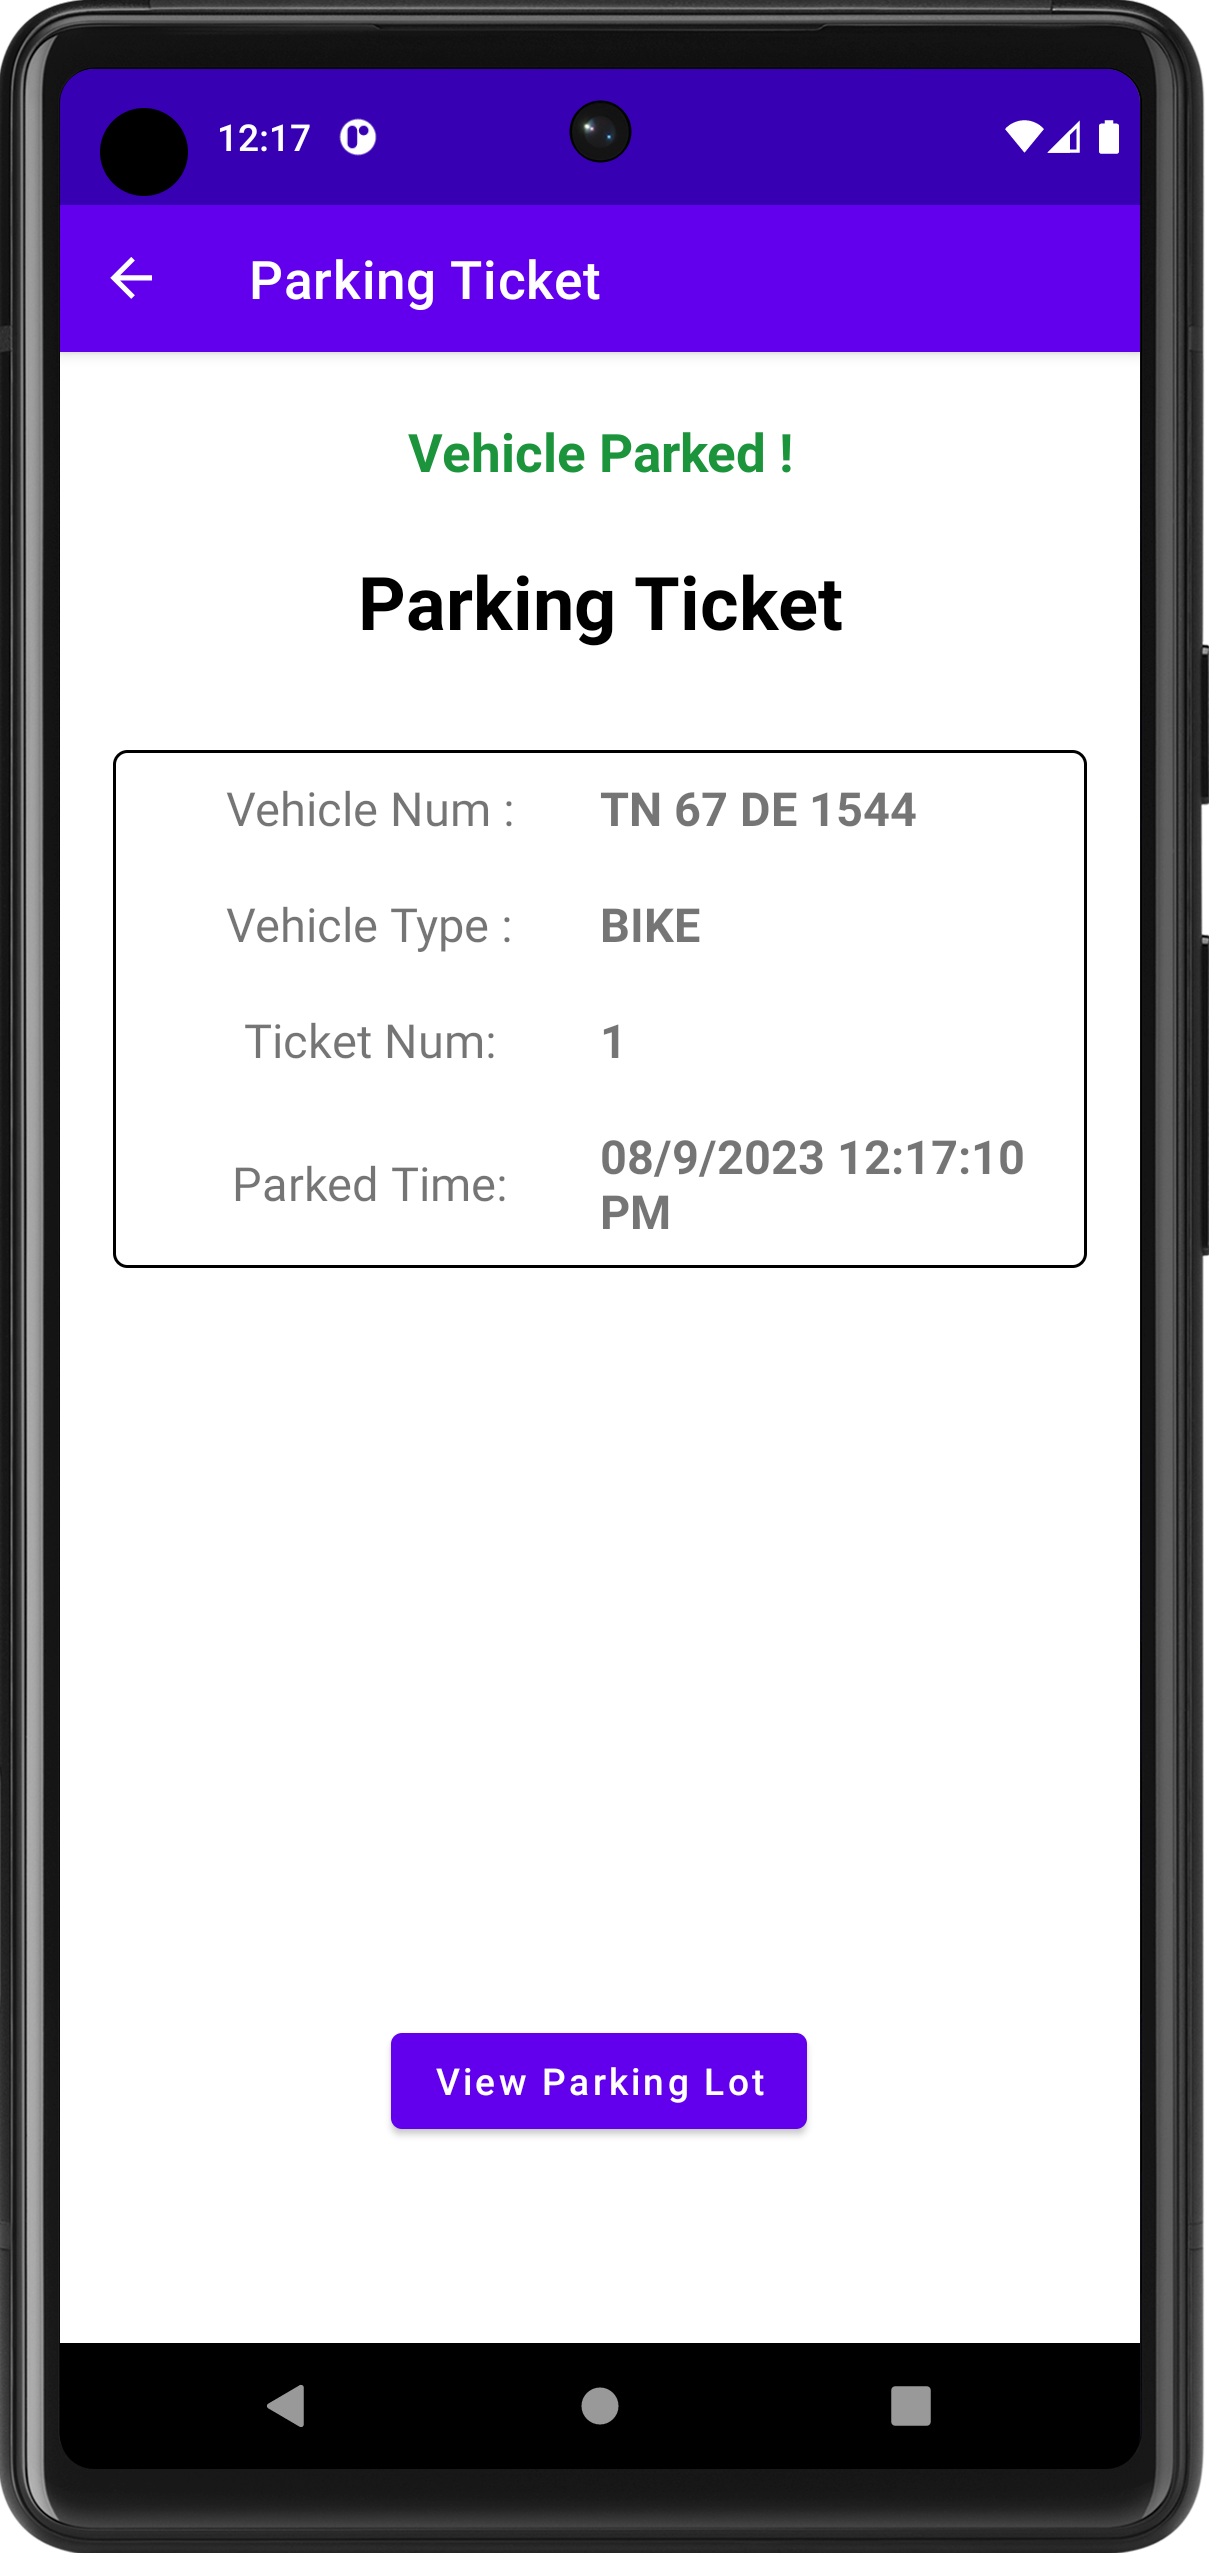 12:17
Parking Ticket
Vehicle Parked !
Parking Ticket
Vehicle Num : TN 67 DE 1544
Vehicle Type : BIKE
Ticket Num: 1
Parked Time: 08/9/2023 12:17:10
PM
View Parking Lot